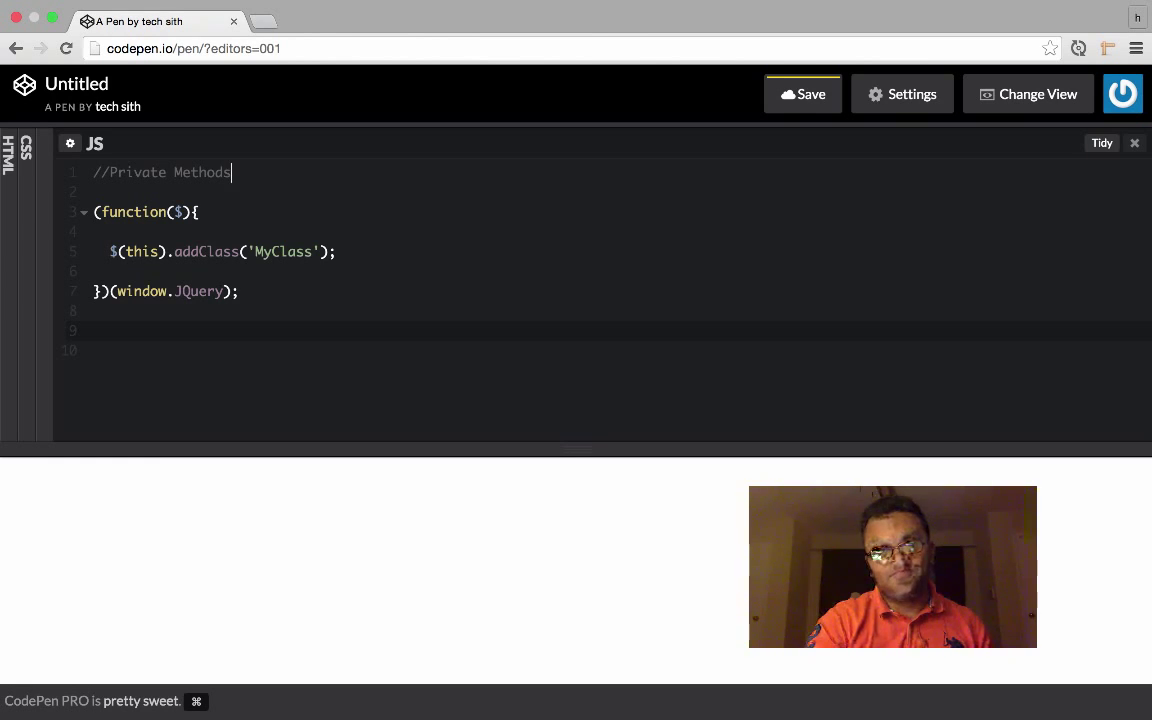 A Pen by tech sith
h
codepen.io/pen/?editors=001
Untitled
A PEN BY tech sith
Save
Settings
Change View
HTML
CSS
JS
Tidy
1 //Private Methods
2
3 (function($){
4
5 $(this).addClass('MyClass');
6
7 })(window.JQuery);
8
9
10
CodePen PRO is pretty sweet. ⌘